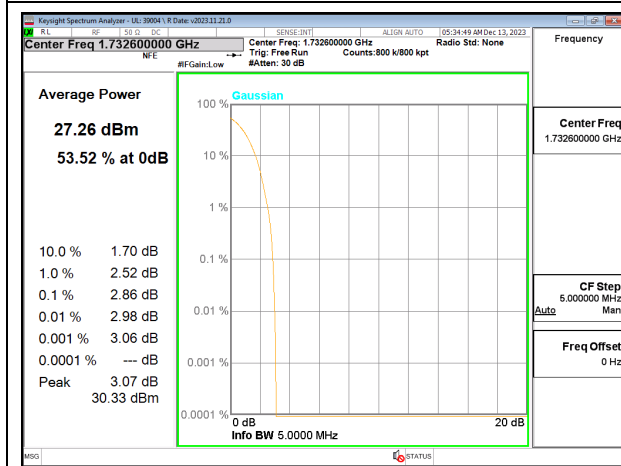 Keysight Spectrum Analyzer - UL: 39004 \ R Date: v2023.11.21.0
RL RF 50 Ω DC SENSE:INT ALIGN AUTO 05:34:49 AM Dec 13, 2023
Center Freq 1.732600000 GHz
NFE
#IFGain:Low
Center Freq: 1.732600000 GHz
Trig: Free Run Counts:800 k/800 kpt
#Atten: 30 dB
Radio Std: None
Frequency
Average Power
27.26 dBm
53.52 % at 0dB
10.0 % 1.70 dB
1.0 % 2.52 dB
0.1 % 2.86 dB
0.01 % 2.98 dB
0.001 % 3.06 dB
0.0001 % --- dB
Peak 3.07 dB
30.33 dBm
Gaussian
100 %
10 %
1 %
0.1 %
0.01 %
0.001 %
0.0001 %
0 dB 20 dB
Info BW 5.0000 MHz
Center Freq
1.732600000 GHz
CF Step
5.000000 MHz
Auto Man
Freq Offset
0 Hz
MSG STATUS